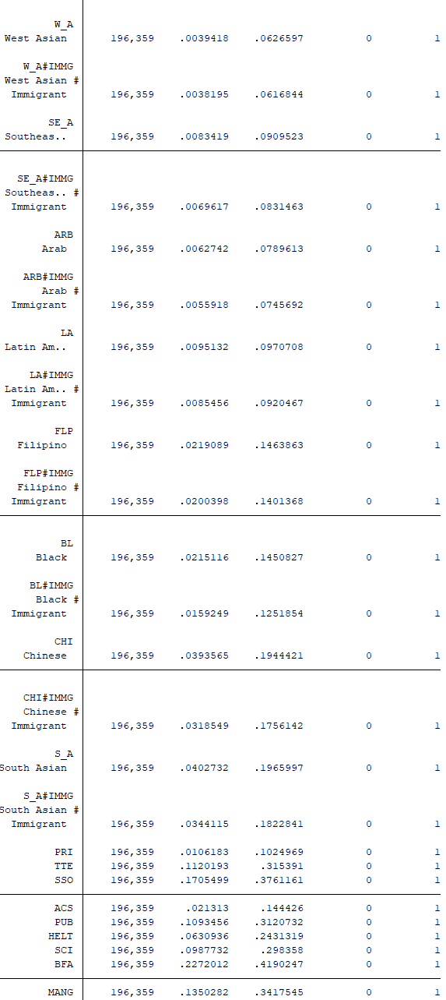 W_A
West Asian 196,359 .0039418 .0626597 0 1
W_A#IMMG
West Asian #
Immigrant 196,359 .0038195 .0616844 0 1
SE_A
Southeas.. 196,359 .0083419 .0909523 0 1
SE_A#IMMG
Southeas.. #
Immigrant 196,359 .0069617 .0831463 0 1
ARB
Arab 196,359 .0062742 .0789613 0 1
ARB#IMMG
Arab #
Immigrant 196,359 .0055918 .0745692 0 1
LA
Latin Am.. 196,359 .0095132 .0970708 0 1
LA#IMMG
Latin Am.. #
Immigrant 196,359 .0085456 .0920467 0 1
FLP
Filipino 196,359 .0219089 .1463863 0 1
FLP#IMMG
Filipino #
Immigrant 196,359 .0200398 .1401368 0 1
BL
Black 196,359 .0215116 .1450827 0 1
BL#IMMG
Black #
Immigrant 196,359 .0159249 .1251854 0 1
CHI
Chinese 196,359 .0393565 .1944421 0 1
CHI#IMMG
Chinese #
Immigrant 196,359 .0318549 .1756142 0 1
S_A
South Asian 196,359 .0402732 .1965997 0 1
S_A#IMMG
South Asian #
Immigrant 196,359 .0344115 .1822841 0 1
PRI 196,359 .0106183 .1024969 0 1
TTE 196,359 .1120193 .315391 0 1
SSO 196,359 .1705499 .3761161 0 1
ACS 196,359 .021313 .144426 0 1
PUB 196,359 .1093456 .3120732 0 1
HELT 196,359 .0630936 .2431319 0 1
SCI 196,359 .0987732 .298358 0 1
BFA 196,359 .2272012 .4190247 0 1
MANG 196,359 .1350282 .3417545 0 1